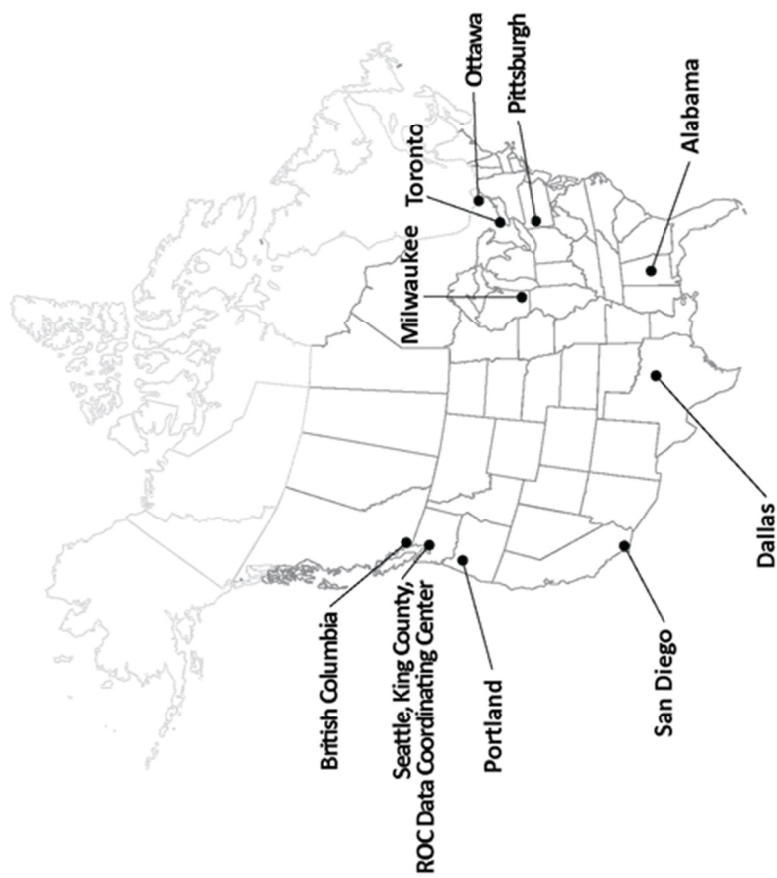 British Columbia
Seattle, King County,
ROC Data Coordinating Center
Portland
San Diego
Dallas
Milwaukee
Toronto
Ottawa
Pittsburgh
Alabama